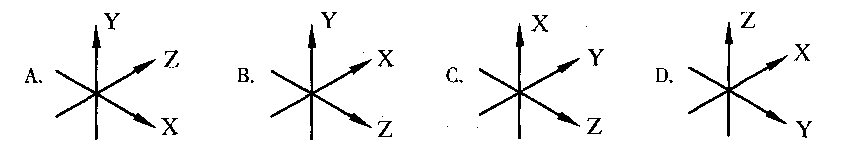 A. Y Z X
B. Y X Z
C. X Y Z
D. Z X Y